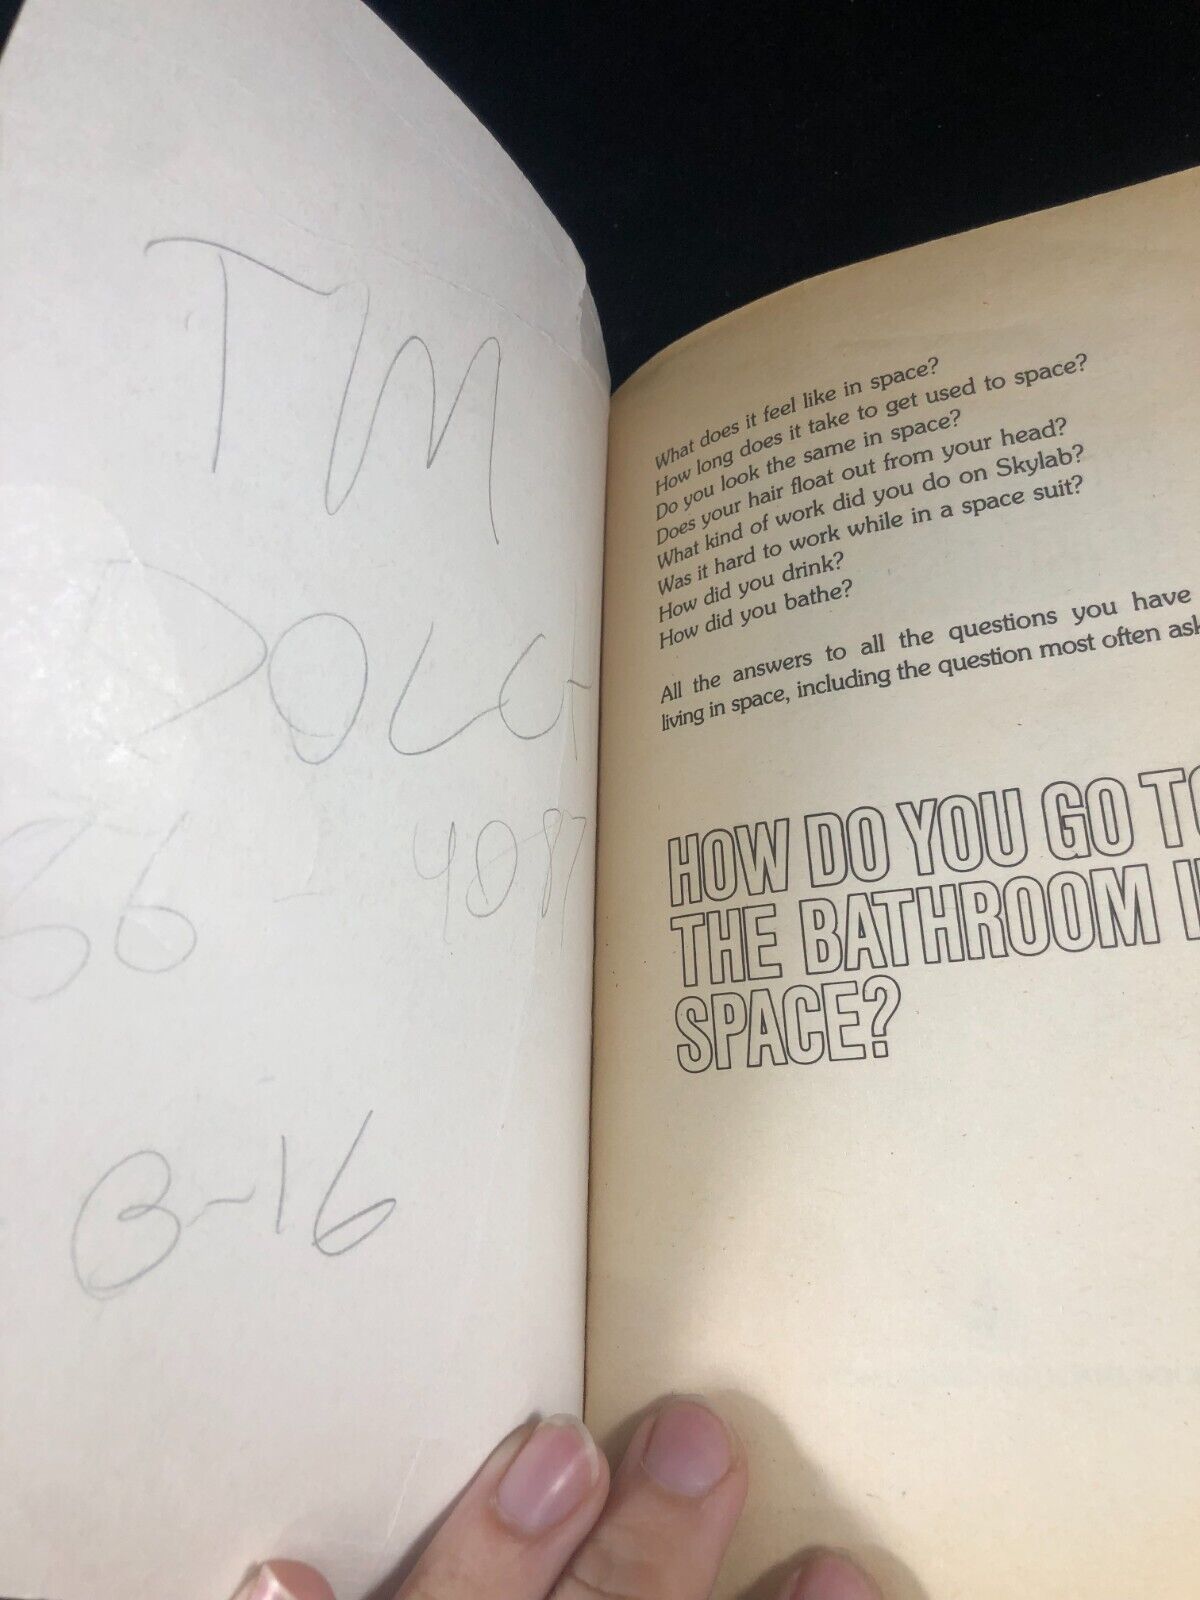 TM
DOLG
36 - 4087
B-16
What does it feel like in space?
How long does it take to get used to space?
Do you look the same in space?
Does your hair float out from your head?
What kind of work did you do on Skylab?
Was it hard to work while in a space suit?
How did you drink?
How did you bathe?
All the answers to all the questions you have
living in space, including the question most often ask
HOW DO YOU GO TO
THE BATHROOM I
SPACE?